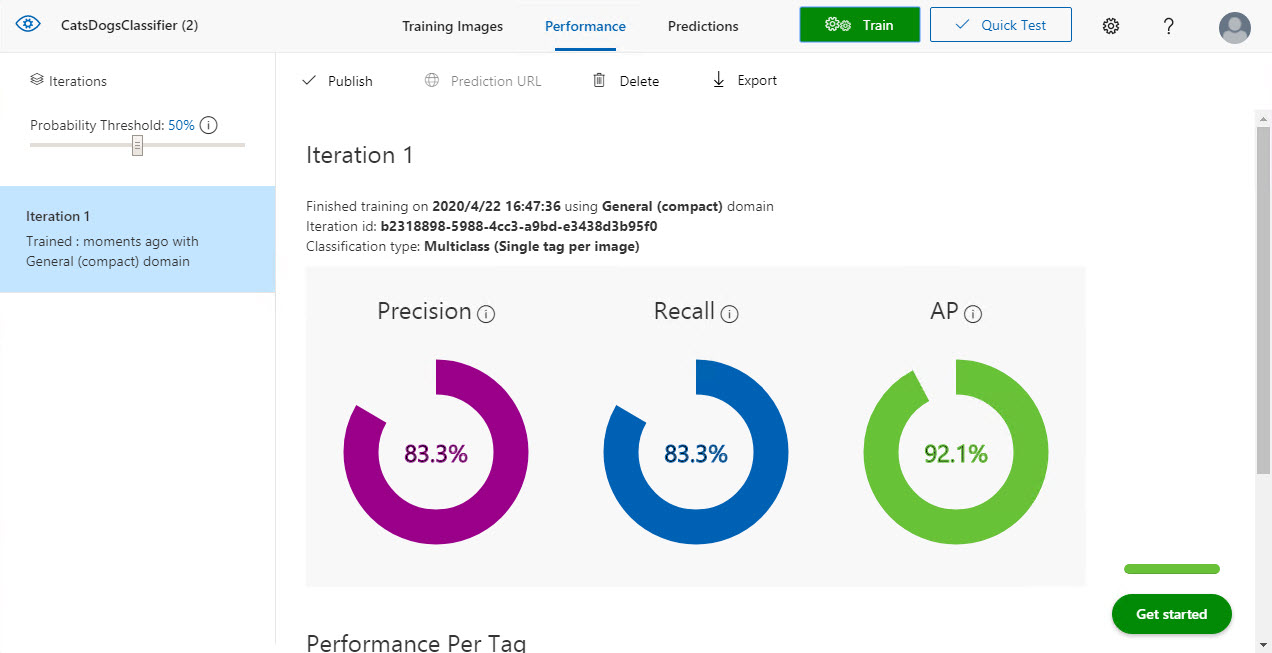 CatsDogsClassifier (2)
Training Images
Performance
Predictions
Train
Quick Test
?
Iterations
Probability Threshold: 50%
Iteration 1
Trained : moments ago with
General (compact) domain
Publish
Prediction URL
Delete
Export
Iteration 1
Finished training on 2020/4/22 16:47:36 using General (compact) domain
Iteration id: b2318898-5988-4cc3-a9bd-e3438d3b95f0
Classification type: Multiclass (Single tag per image)
Precision
Recall
AP
83.3%
83.3%
92.1%
Get started
Performance Per Tag